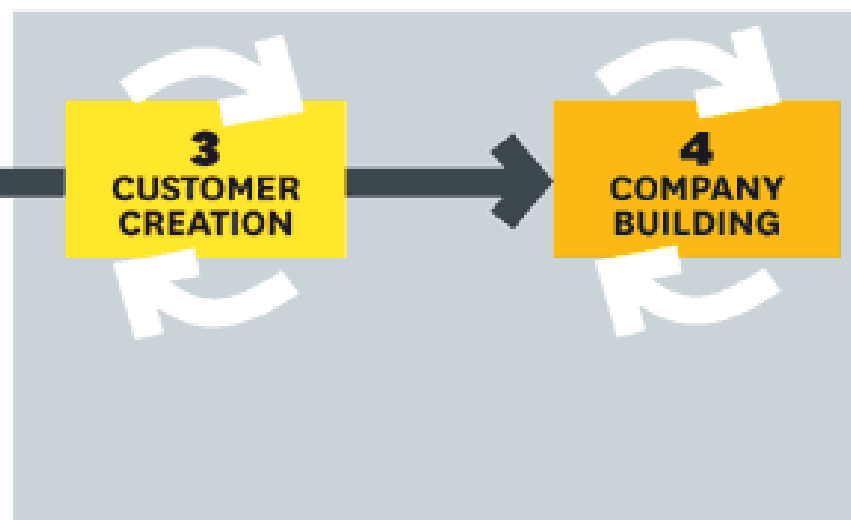 3
CUSTOMER
CREATION
4
COMPANY
BUILDING